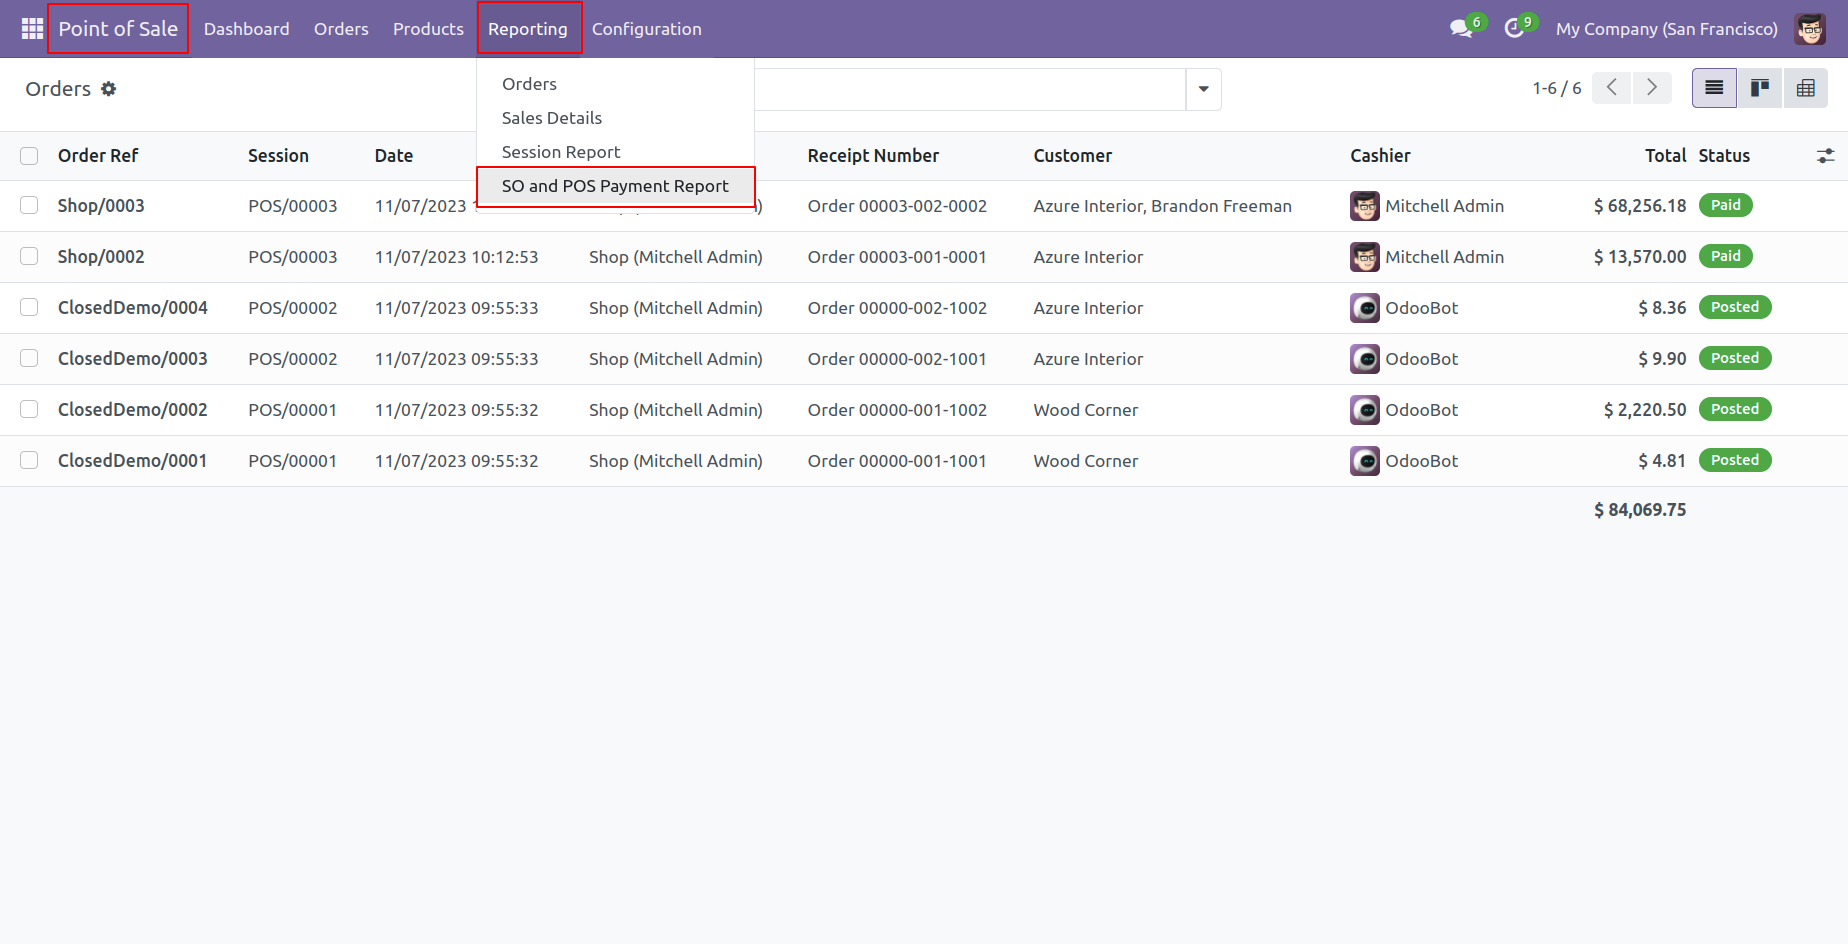 Point of Sale Dashboard Orders Products Reporting Configuration 6 9 My Company (San Francisco)
Orders 1-6 / 6
Orders
Sales Details
Session Report
SO and POS Payment Report
Order Ref Session Date Receipt Number Customer Cashier Total Status
Shop/0003 POS/00003 11/07/2023 Order 00003-002-0002 Azure Interior, Brandon Freeman Mitchell Admin $ 68,256.18 Paid
Shop/0002 POS/00003 11/07/2023 10:12:53 Shop (Mitchell Admin) Order 00003-001-0001 Azure Interior Mitchell Admin $ 13,570.00 Paid
ClosedDemo/0004 POS/00002 11/07/2023 09:55:33 Shop (Mitchell Admin) Order 00000-002-1002 Azure Interior OdooBot $ 8.36 Posted
ClosedDemo/0003 POS/00002 11/07/2023 09:55:33 Shop (Mitchell Admin) Order 00000-002-1001 Azure Interior OdooBot $ 9.90 Posted
ClosedDemo/0002 POS/00001 11/07/2023 09:55:32 Shop (Mitchell Admin) Order 00000-001-1002 Wood Corner OdooBot $ 2,220.50 Posted
ClosedDemo/0001 POS/00001 11/07/2023 09:55:32 Shop (Mitchell Admin) Order 00000-001-1001 Wood Corner OdooBot $ 4.81 Posted
$ 84,069.75